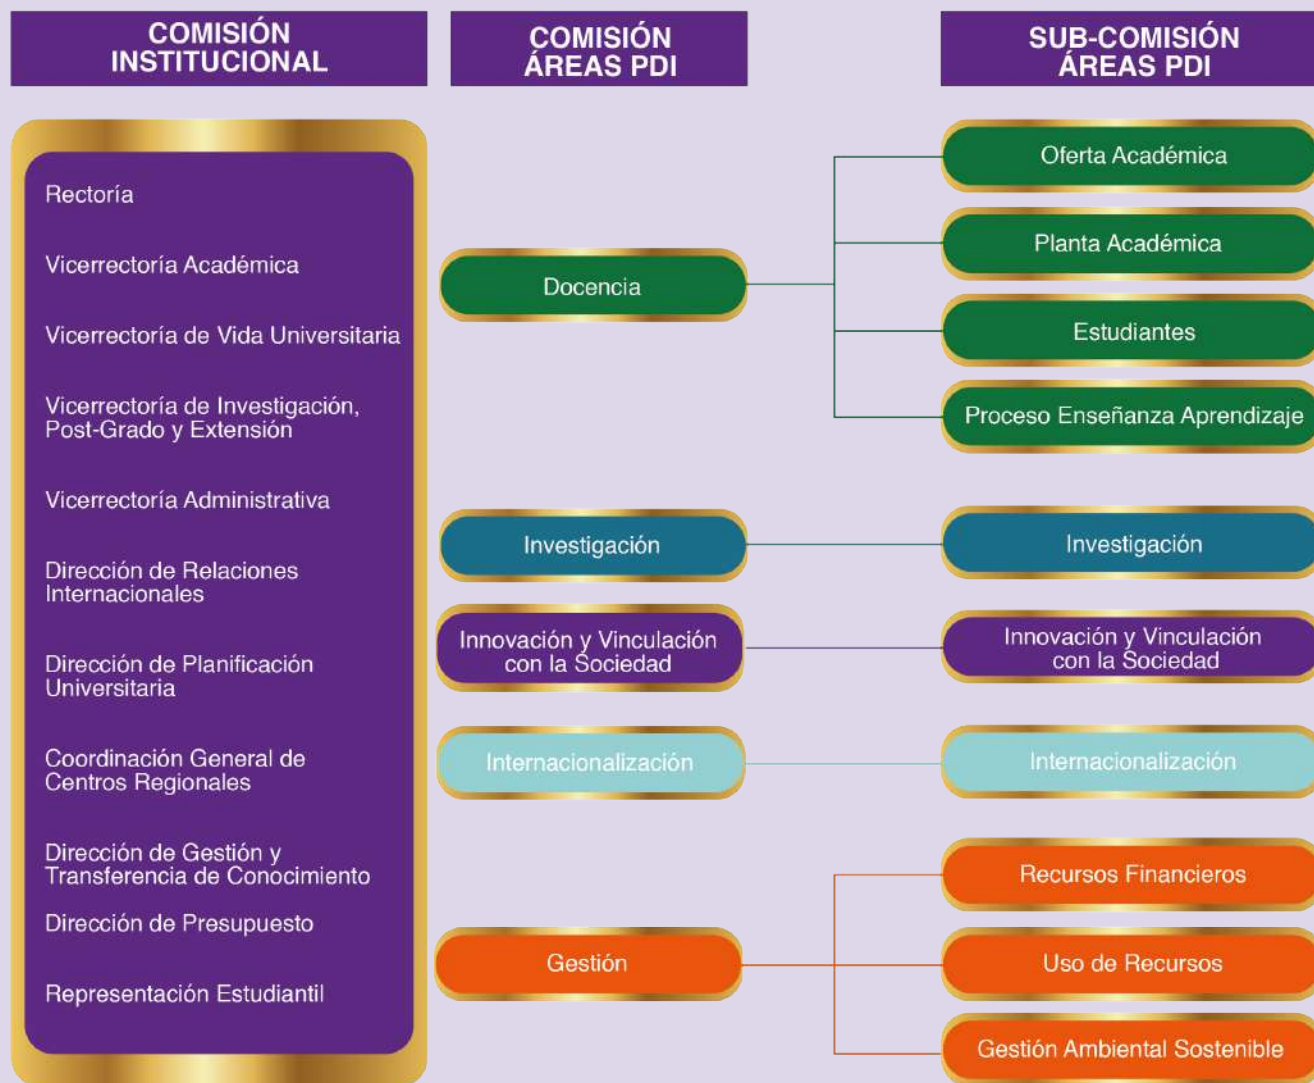 COMISIÓN
INSTITUCIONAL
Rectoría
Vicerrectoría Académica
Vicerrectoría de Vida Universitaria
Vicerrectoría de Investigación,
Post-Grado y Extensión
Vicerrectoría Administrativa
Dirección de Relaciones
Internacionales
Dirección de Planificación
Universitaria
Coordinación General de
Centros Regionales
Dirección de Gestión y
Transferencia de Conocimiento
Dirección de Presupuesto
Representación Estudiantil
COMISIÓN
ÁREAS PDI
Docencia
Investigación
Innovación y Vinculación
con la Sociedad
Internacionalización
Gestión
SUB-COMISIÓN
ÁREAS PDI
Oferta Académica
Planta Académica
Estudiantes
Proceso Enseñanza Aprendizaje
Investigación
Innovación y Vinculación
con la Sociedad
Internacionalización
Recursos Financieros
Uso de Recursos
Gestión Ambiental Sostenible